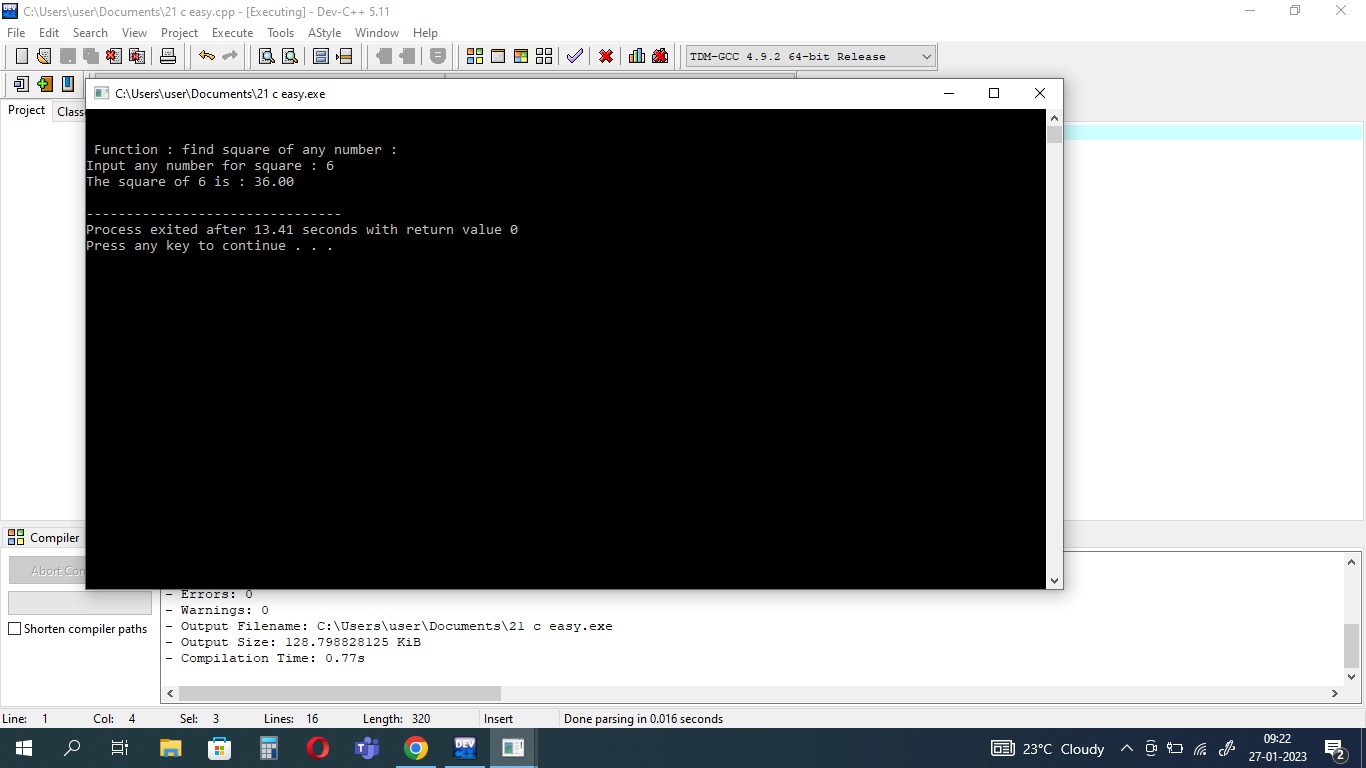 C:\Users\user\Documents\21 c easy.cpp - [Executing] - Dev-C++ 5.11
File Edit Search View Project Execute Tools AStyle Window Help
TDM-GCC 4.9.2 64-bit Release
Project
C:\Users\user\Documents\21 c easy.exe
Function : find square of any number :
Input any number for square : 6
The square of 6 is : 36.00
--------------------------------
Process exited after 13.41 seconds with return value 0
Press any key to continue . . .
Compiler
Abort
- Errors: 0
- Warnings: 0
- Output Filename: C:\Users\user\Documents\21 c easy.exe
- Output Size: 128.798828125 KiB
- Compilation Time: 0.77s
Shorten compiler paths
Line: 1 Col: 4 Sel: 3 Lines: 16 Length: 320 Insert Done parsing in 0.016 seconds
DEV
23°C Cloudy
09:22
27-01-2023
2